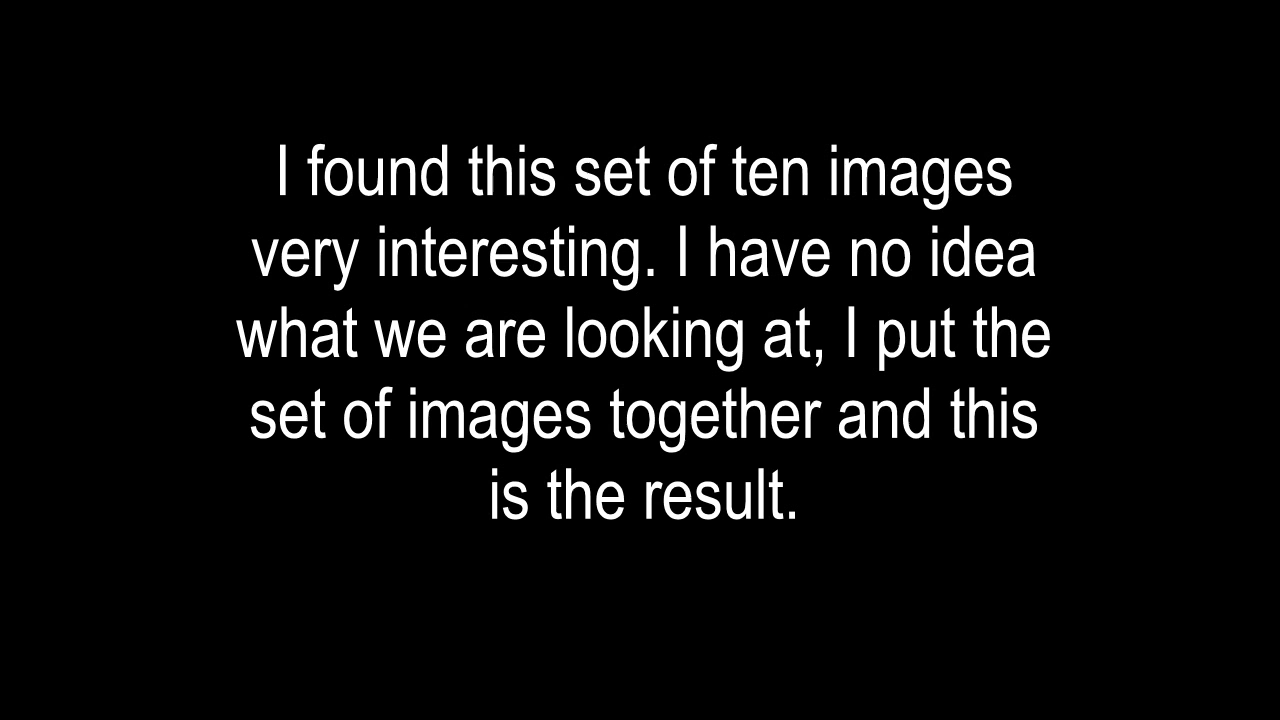 I found this set of ten images
very interesting. I have no idea
what we are looking at, I put the
set of images together and this
is the result.